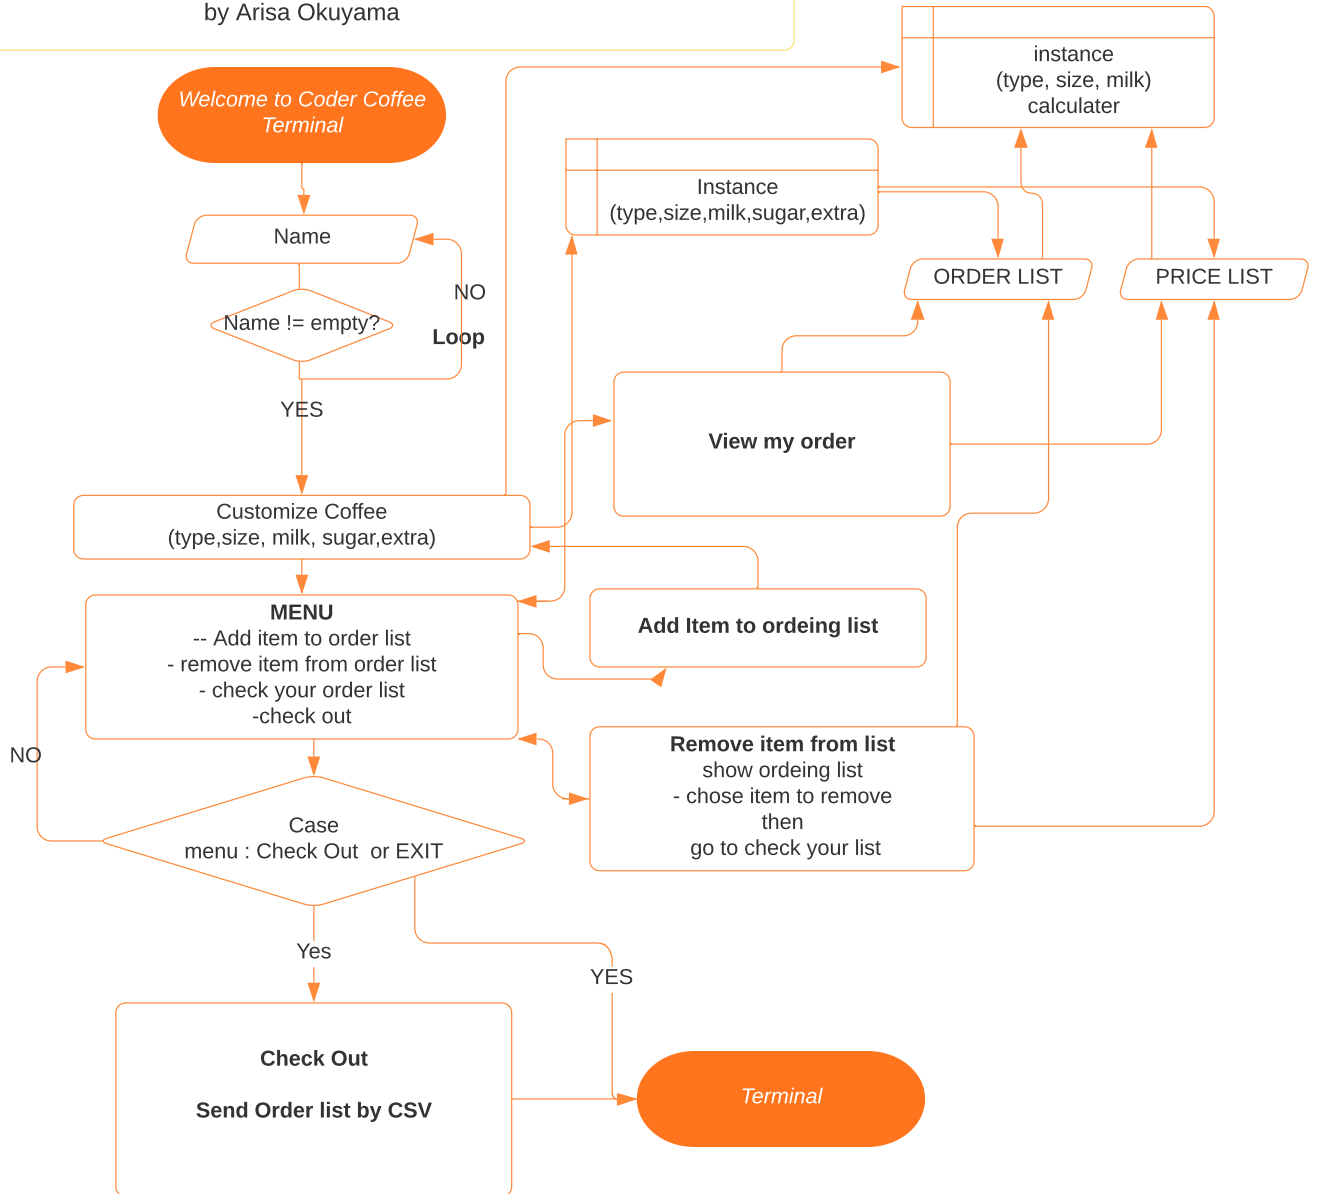 by Arisa Okuyama
Welcome to Coder Coffee
Terminal
Name
Name != empty?
NO
Loop
YES
instance
(type, size, milk)
calculater
Instance
(type,size,milk,sugar,extra)
ORDER LIST
PRICE LIST
View my order
Customize Coffee
(type,size, milk, sugar,extra)
MENU
-- Add item to order list
- remove item from order list
- check your order list
-check out
Add Item to ordeing list
Remove item from list
show ordeing list
- chose item to remove
then
go to check your list
NO
Case
menu : Check Out  or EXIT
Yes
YES
Check Out
Send Order list by CSV
Terminal